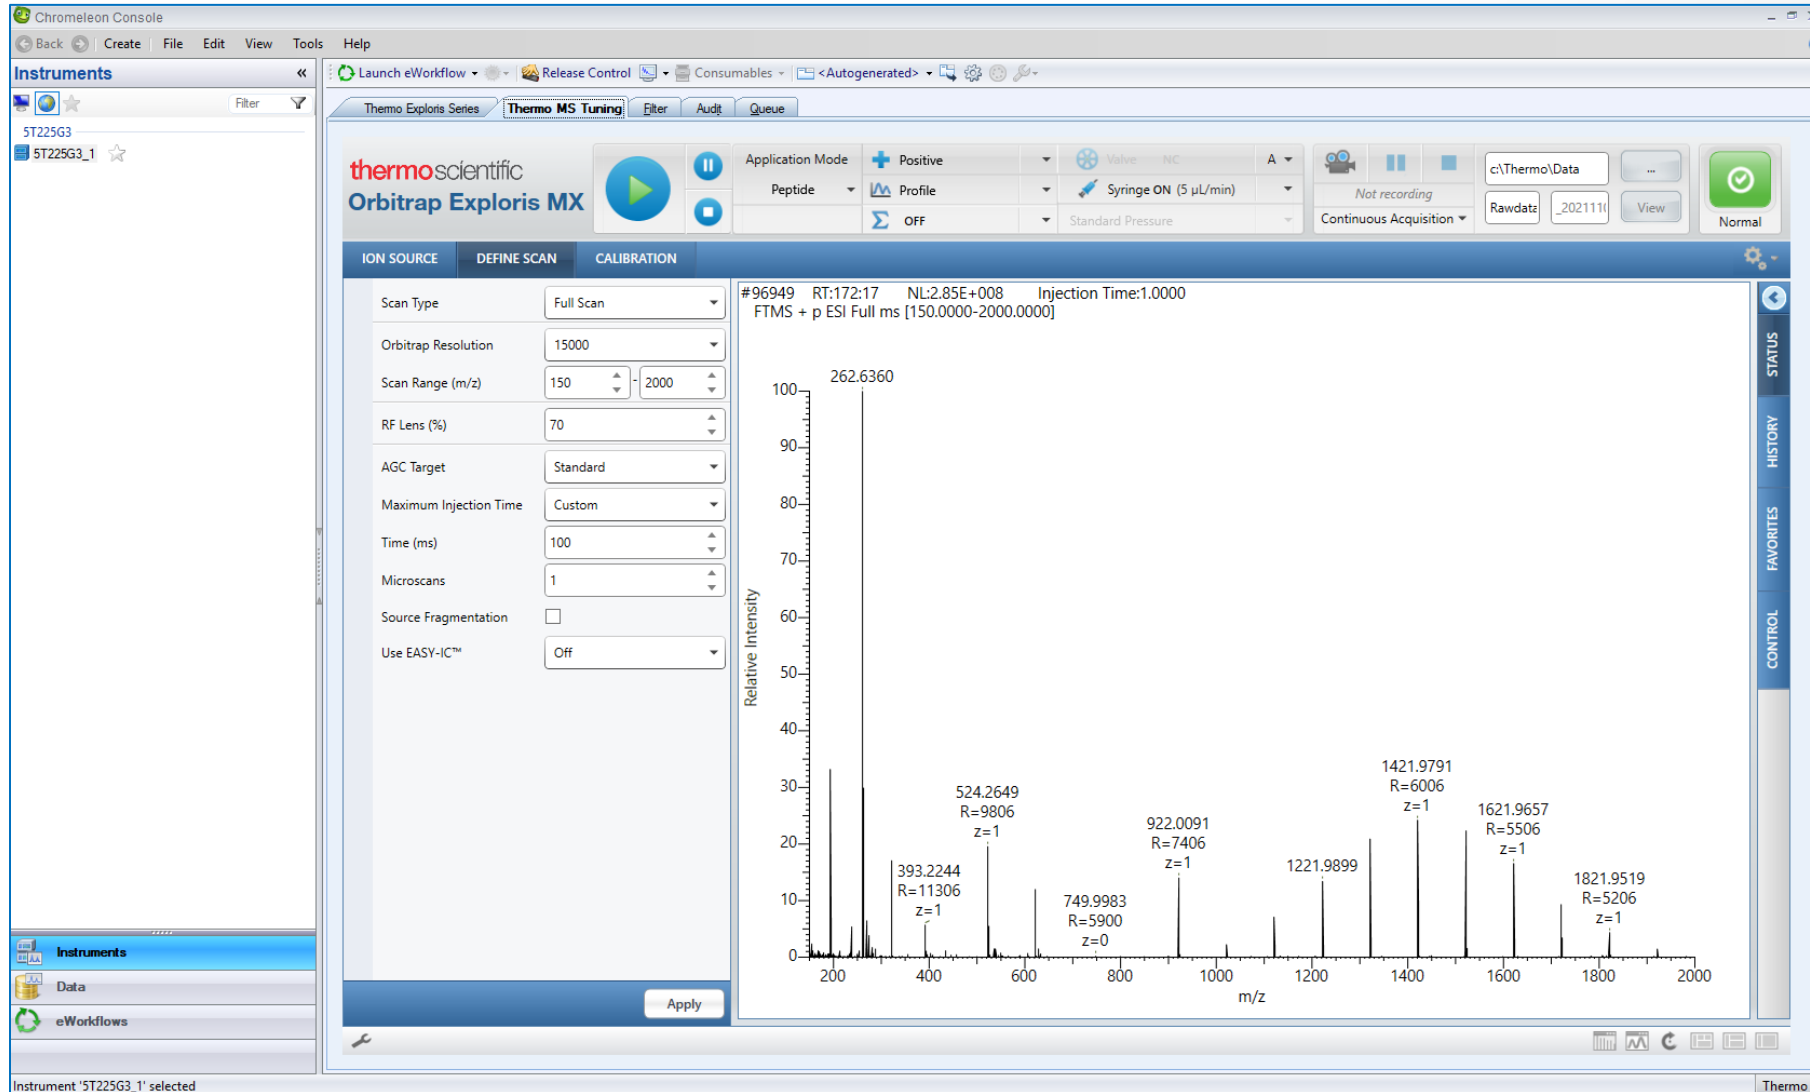 Chromeleon Console
Back Create File Edit View Tools Help
Instruments «
Filter
5T225G3
5T225G3_1
Instruments
Data
eWorkflows
Instrument '5T225G3_1' selected
Launch eWorkflow Release Control Consumables <Autogenerated>
Thermo Exploris Series Thermo MS Tuning Filter Audit Queue
thermoscientific
Orbitrap Exploris MX
Application Mode
Peptide
Positive
Profile
Σ OFF
Valve NC A
Syringe ON (5 µL/min)
Standard Pressure
Not recording
Continuous Acquisition
c:\Thermo\Data ...
Rawdata View
Normal
ION SOURCE DEFINE SCAN CALIBRATION
Scan Type Full Scan
Orbitrap Resolution 15000
Scan Range (m/z) 150 - 2000
RF Lens (%) 70
AGC Target Standard
Maximum Injection Time Custom
Time (ms) 100
Microscans 1
Source Fragmentation
Use EASY-IC™ Off
Apply
#96949 RT:172:17 NL:2.85E+008 Injection Time:1.0000
FTMS + p ESI Full ms [150.0000-2000.0000]
Relative Intensity
100
90
80
70
60
50
40
30
20
10
0
262.6360
393.2244
R=11306
z=1
524.2649
R=9806
z=1
749.9983
R=5900
z=0
922.0091
R=7406
z=1
1221.9899
1421.9791
R=6006
z=1
1621.9657
R=5506
z=1
1821.9519
R=5206
z=1
200 400 600 800 1000 1200 1400 1600 1800 2000
m/z
STATUS
HISTORY
FAVORITES
CONTROL
Thermo